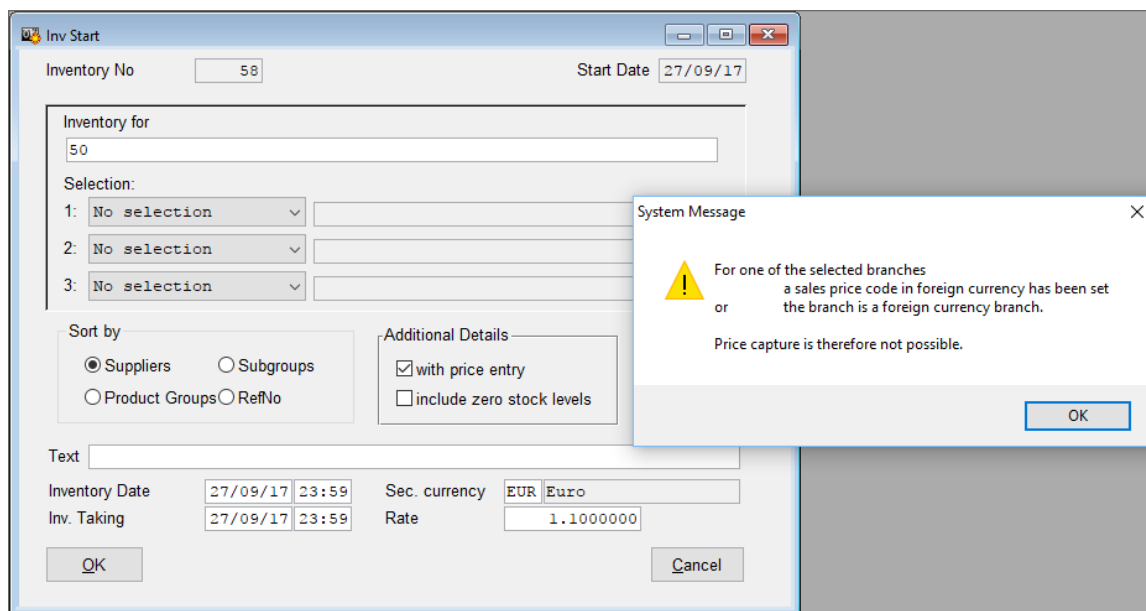 Inv Start
Inventory No 58 Start Date 27/09/17
Inventory for
50
Selection:
1: No selection
2: No selection
3: No selection
Sort by
Suppliers Subgroups
Product Groups RefNo
Additional Details
with price entry
include zero stock levels
Text
Inventory Date 27/09/17 23:59 Sec. currency EUR Euro
Inv. Taking 27/09/17 23:59 Rate 1.1000000
OK Cancel
System Message
For one of the selected branches
a sales price code in foreign currency has been set
or the branch is a foreign currency branch.
Price capture is therefore not possible.
OK